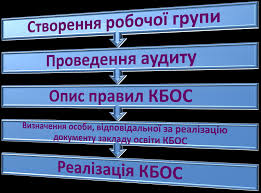 Створення робочої групи
Проведення аудиту
Опис правил КБОС
Визначення особи, відповідальної за реалізацію
документу закладу освіти КБОС
Реалізація КБОС